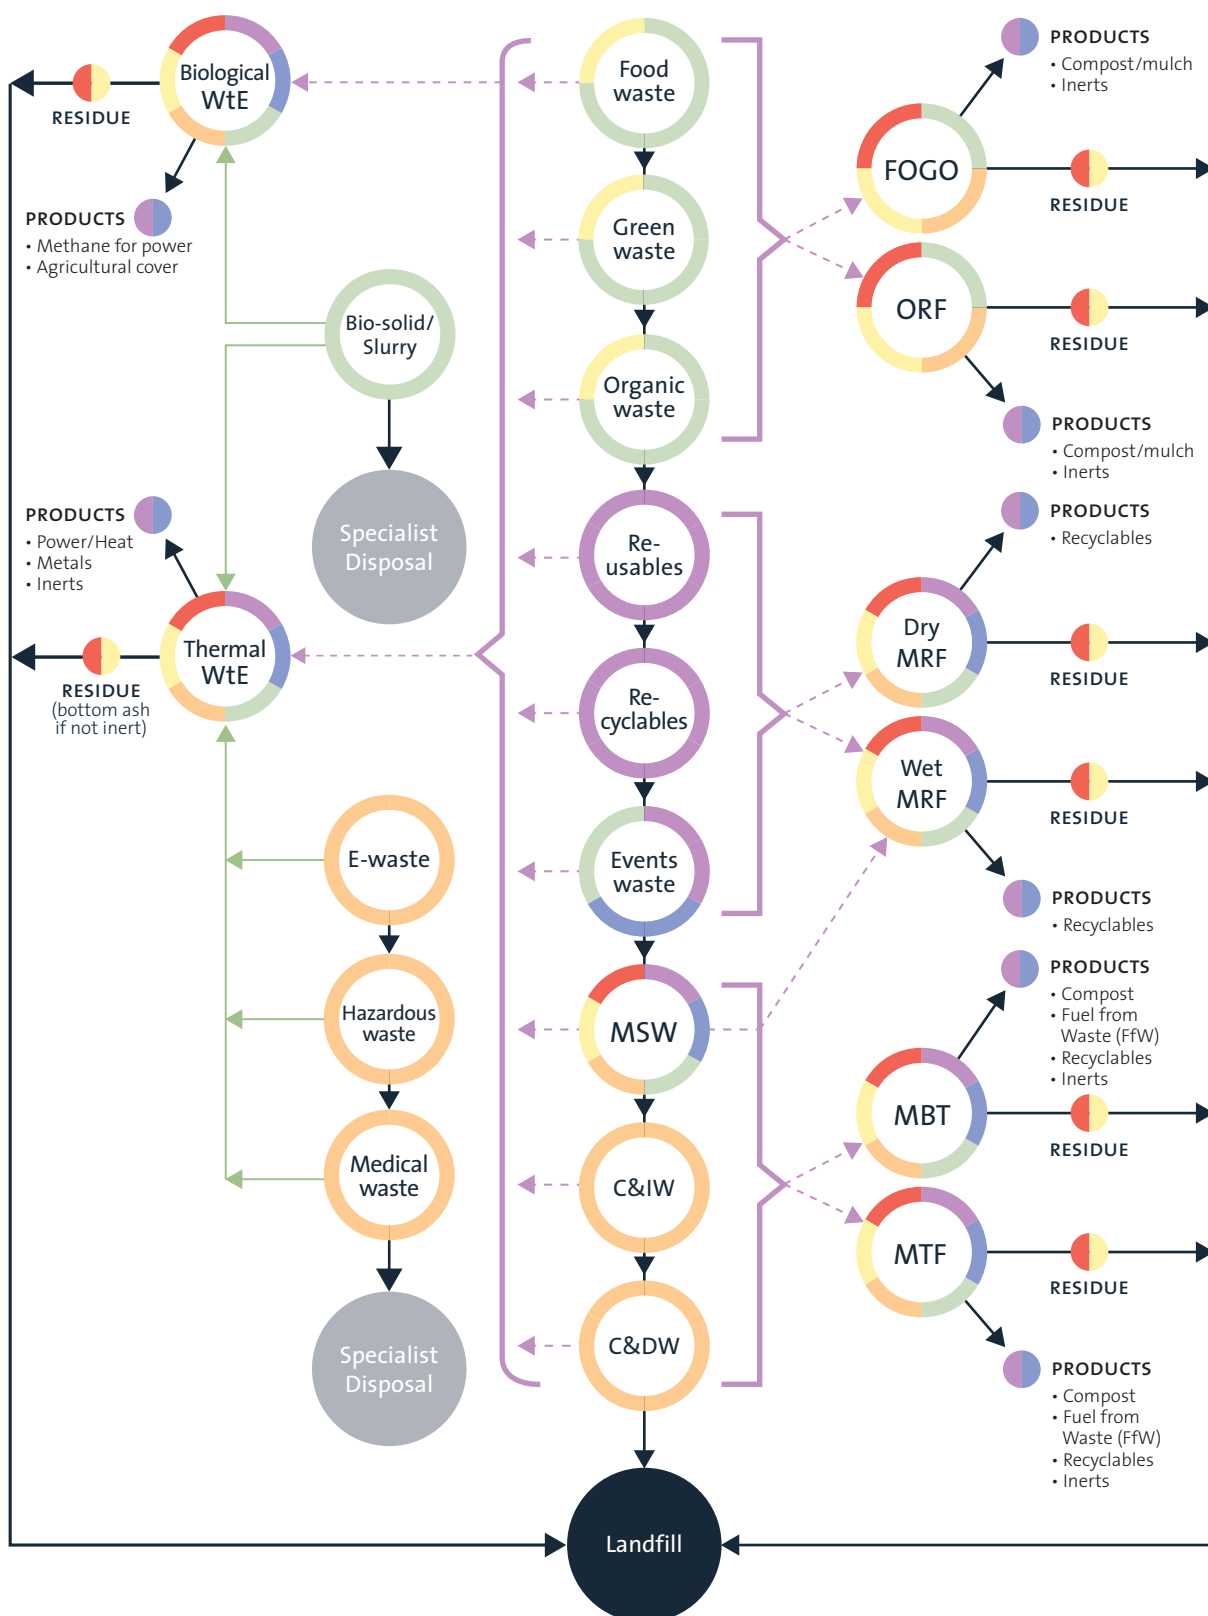 Biological
WtE
RESIDUE
PRODUCTS
• Methane for power
• Agricultural cover
Bio-solid/
Slurry
Specialist
Disposal
PRODUCTS
• Power/Heat
• Metals
• Inerts
Thermal
WtE
RESIDUE
(bottom ash
if not inert)
E-waste
Hazardous
waste
Medical
waste
Specialist
Disposal
Food
waste
Green
waste
Organic
waste
Re-
usables
Re-
cyclables
Events
waste
MSW
C&IW
C&DW
Landfill
PRODUCTS
• Compost/mulch
• Inerts
FOGO
RESIDUE
ORF
RESIDUE
PRODUCTS
• Compost/mulch
• Inerts
PRODUCTS
• Recyclables
Dry
MRF
RESIDUE
Wet
MRF
RESIDUE
PRODUCTS
• Recyclables
PRODUCTS
• Compost
• Fuel from
Waste (FfW)
• Recyclables
• Inerts
MBT
RESIDUE
MTF
RESIDUE
PRODUCTS
• Compost
• Fuel from
Waste (FfW)
• Recyclables
• Inerts